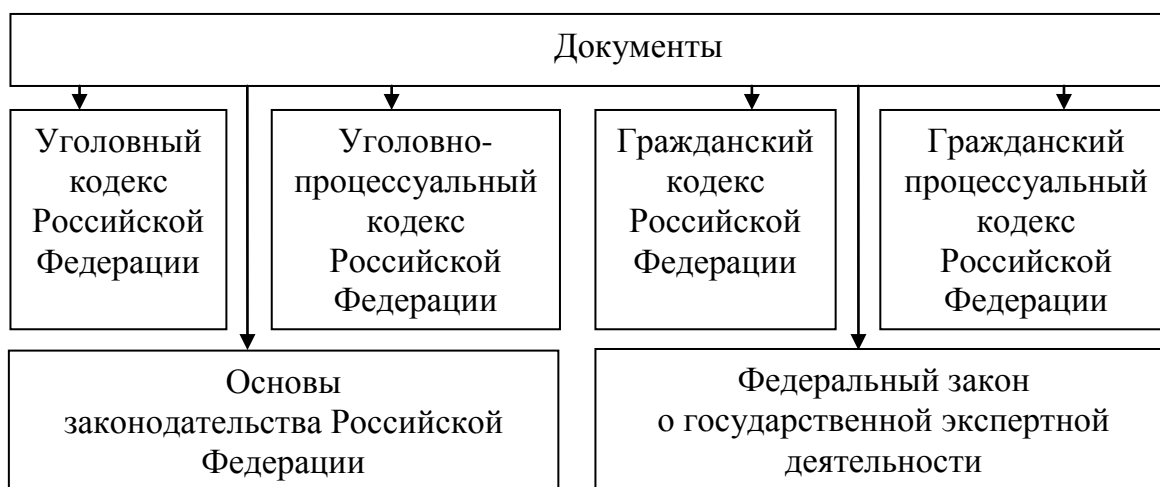 Документы
Уголовный
кодекс
Российской
Федерации
Уголовно-
процессуальный
кодекс
Российской
Федерации
Гражданский
кодекс
Российской
Федерации
Гражданский
процессуальный
кодекс
Российской
Федерации
Основы
законодательства Российской
Федерации
Федеральный закон
о государственной экспертной
деятельности